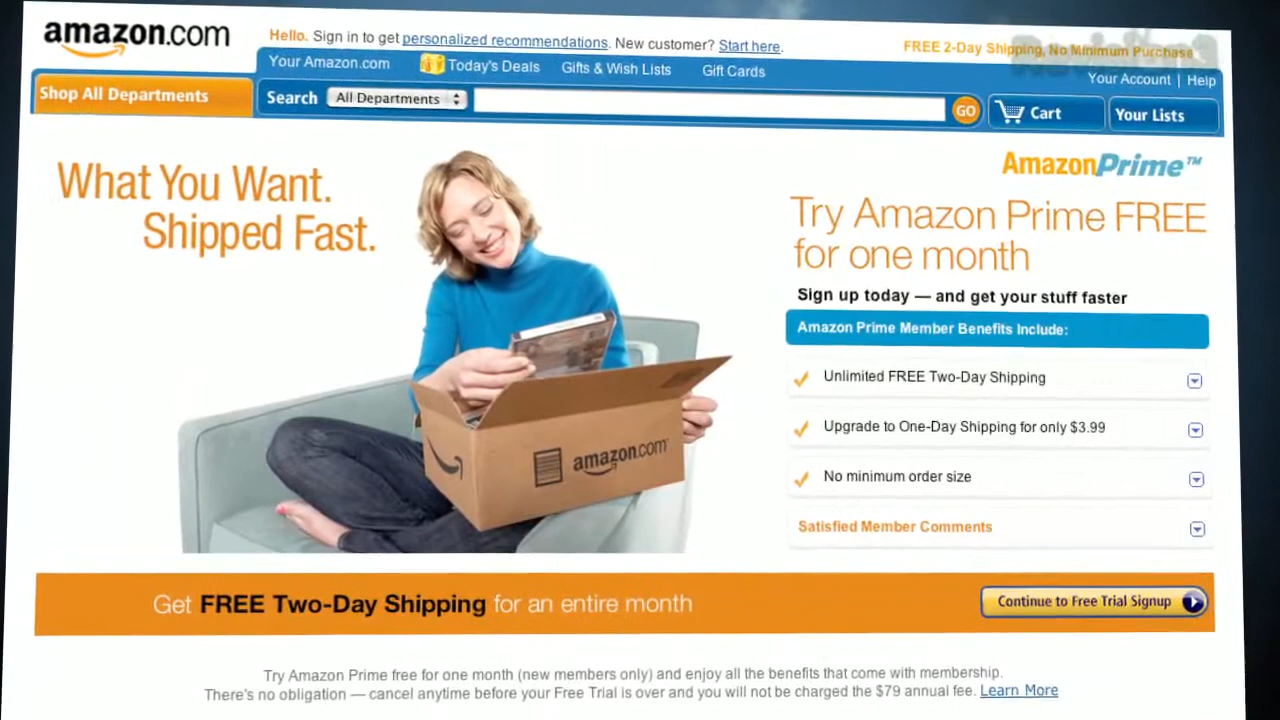 amazon.com
Hello. Sign in to get personalized recommendations. New customer? Start here.
FREE 2-Day Shipping, No Minimum Purchase
Your Amazon.com Today's Deals Gifts & Wish Lists Gift Cards
Your Account | Help
Shop All Departments
Search All Departments GO Cart Your Lists
What You Want.
Shipped Fast.
AmazonPrime™
Try Amazon Prime FREE
for one month
Sign up today — and get your stuff faster
Amazon Prime Member Benefits Include:
Unlimited FREE Two-Day Shipping
Upgrade to One-Day Shipping for only $3.99
No minimum order size
Satisfied Member Comments
amazon.com
Get FREE Two-Day Shipping for an entire month
Continue to Free Trial Signup
Try Amazon Prime free for one month (new members only) and enjoy all the benefits that come with membership.
There's no obligation — cancel anytime before your Free Trial is over and you will not be charged the $79 annual fee. Learn More